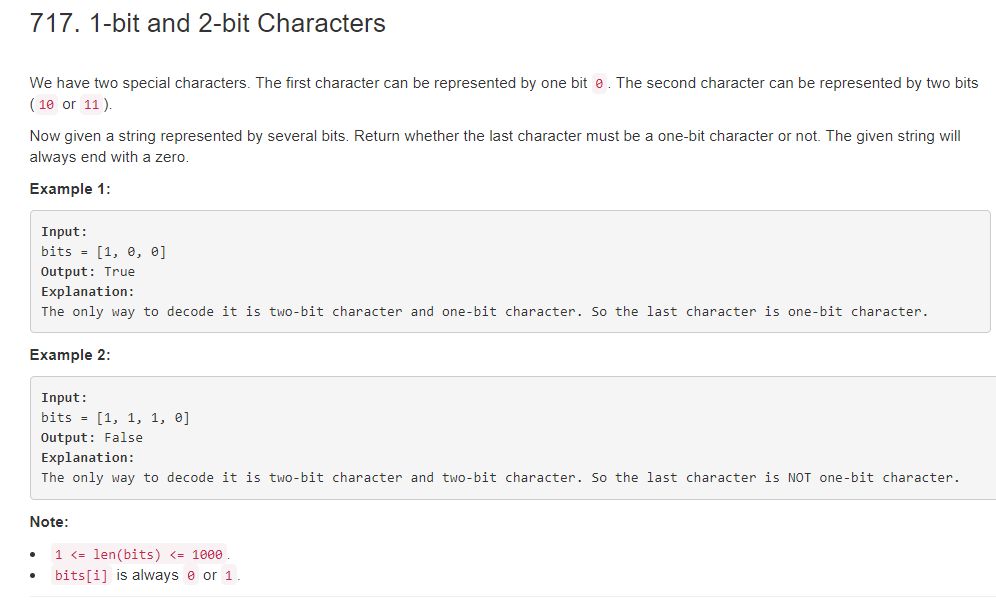 717. 1-bit and 2-bit Characters
We have two special characters. The first character can be represented by one bit 0. The second character can be represented by two bits
(10 or 11).
Now given a string represented by several bits. Return whether the last character must be a one-bit character or not. The given string will
always end with a zero.
Example 1:
Input:
bits = [1, 0, 0]
Output: True
Explanation:
The only way to decode it is two-bit character and one-bit character. So the last character is one-bit character.
Example 2:
Input:
bits = [1, 1, 1, 0]
Output: False
Explanation:
The only way to decode it is two-bit character and two-bit character. So the last character is NOT one-bit character.
Note:
• 1 <= len(bits) <= 1000.
• bits[i] is always 0 or 1.